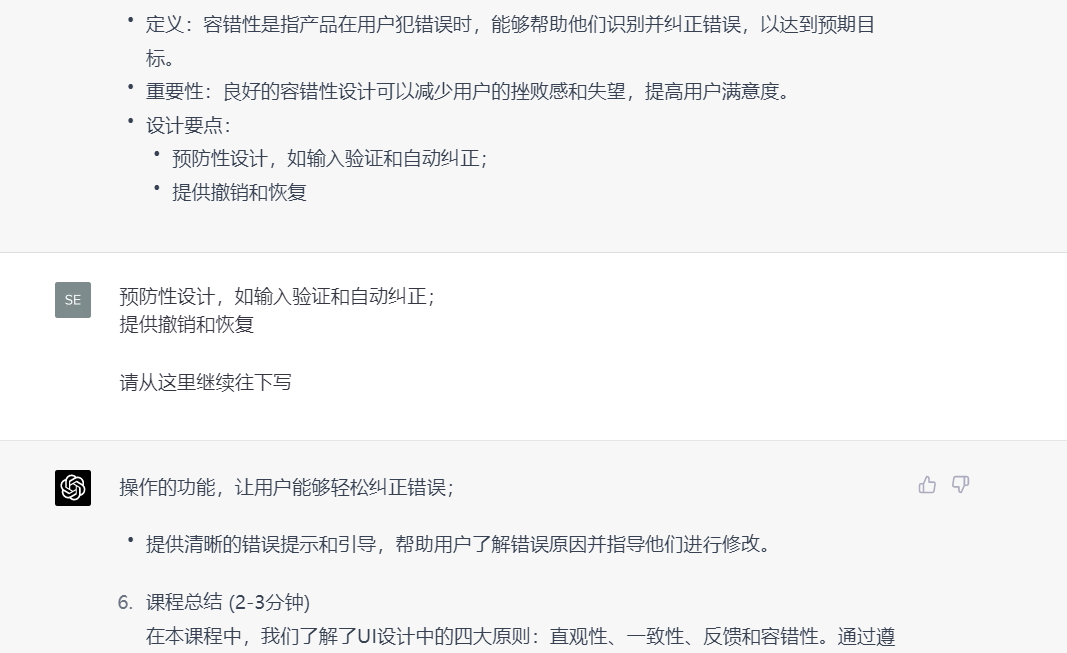 • 定义：容错性是指产品在用户犯错误时，能够帮助他们识别并纠正错误，以达到预期目
标。
• 重要性：良好的容错性设计可以减少用户的挫败感和失望，提高用户满意度。
• 设计要点：
• 预防性设计，如输入验证和自动纠正；
• 提供撤销和恢复
SE
预防性设计，如输入验证和自动纠正；
提供撤销和恢复
请从这里继续往下写
操作的功能，让用户能够轻松纠正错误；
• 提供清晰的错误提示和引导，帮助用户了解错误原因并指导他们进行修改。
6. 课程总结 (2-3分钟)
在本课程中，我们了解了UI设计中的四大原则：直观性、一致性、反馈和容错性。通过遵